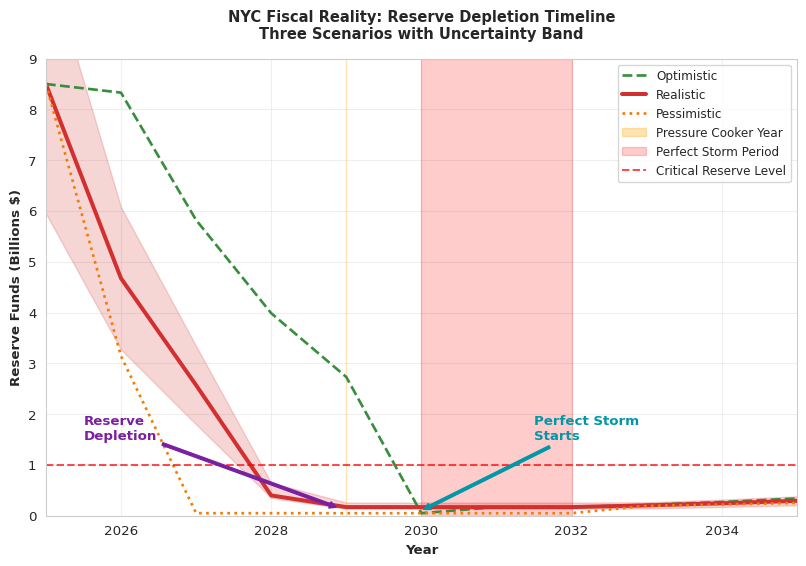 NYC Fiscal Reality: Reserve Depletion Timeline
Three Scenarios with Uncertainty Band
Reserve Funds (Billions $)
9
8
7
6
5
4
3
2
1
0
Optimistic
Realistic
Pessimistic
Pressure Cooker Year
Perfect Storm Period
Critical Reserve Level
Reserve
Depletion
Perfect Storm
Starts
2026
2028
2030
2032
2034
Year